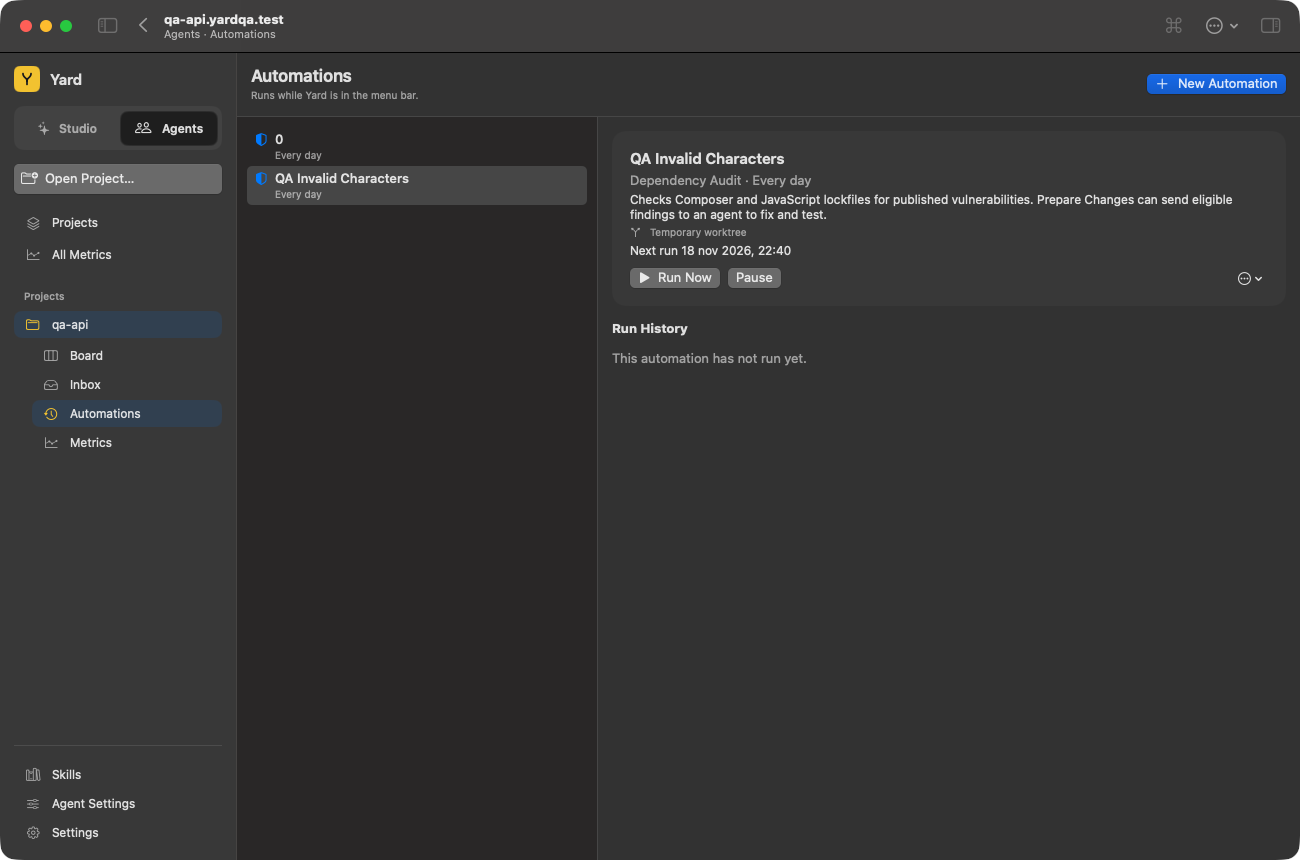 qa-api.yardqa.test
Agents · Automations
Y
Yard
Studio
Agents
Open Project...
Projects
All Metrics
Projects
qa-api
Board
Inbox
Automations
Metrics
Skills
Agent Settings
Settings
Automations
Runs while Yard is in the menu bar.
+ New Automation
0
Every day
QA Invalid Characters
Every day
QA Invalid Characters
Dependency Audit · Every day
Checks Composer and JavaScript lockfiles for published vulnerabilities. Prepare Changes can send eligible
findings to an agent to fix and test.
Temporary worktree
Next run 18 nov 2026, 22:40
Run Now
Pause
Run History
This automation has not run yet.